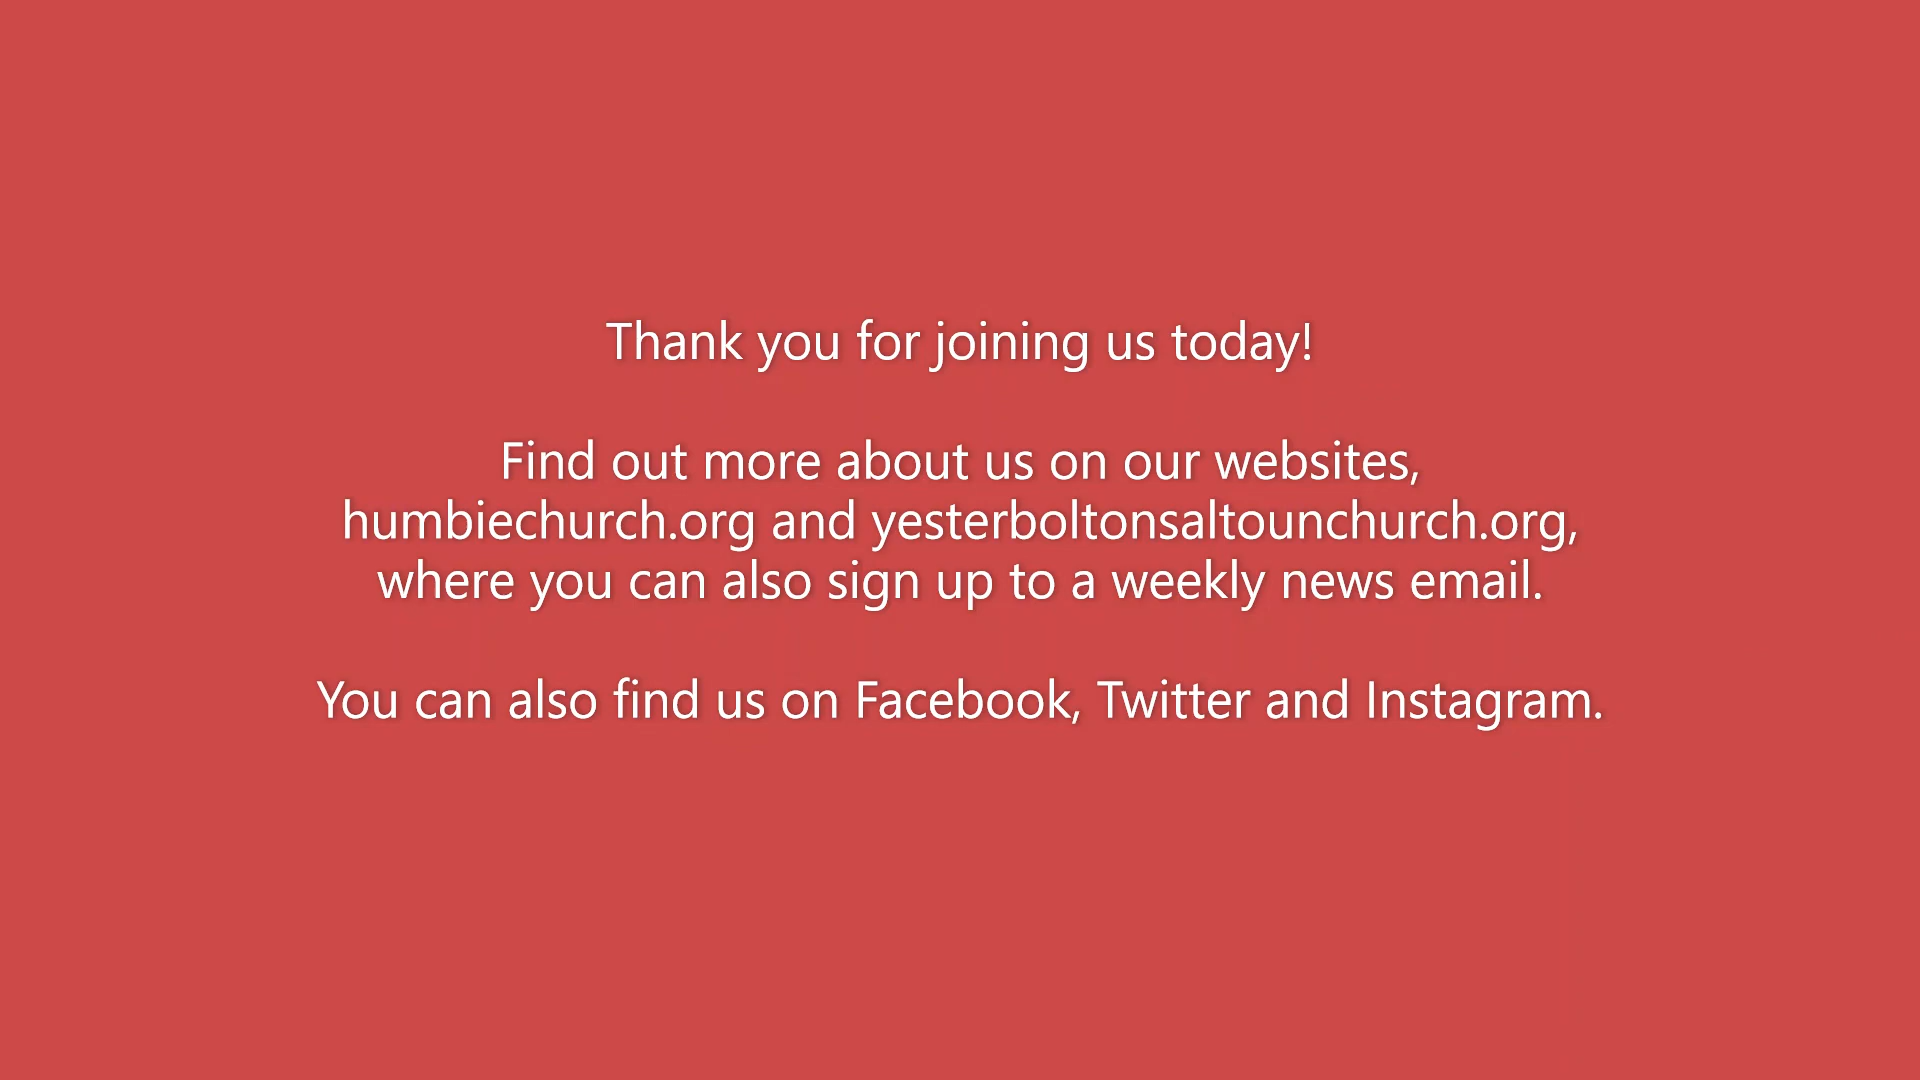 Thank you for joining us today!
Find out more about us on our websites,
humbiechurch.org and yesterboltonsaltounchurch.org,
where you can also sign up to a weekly news email.
You can also find us on Facebook, Twitter and Instagram.